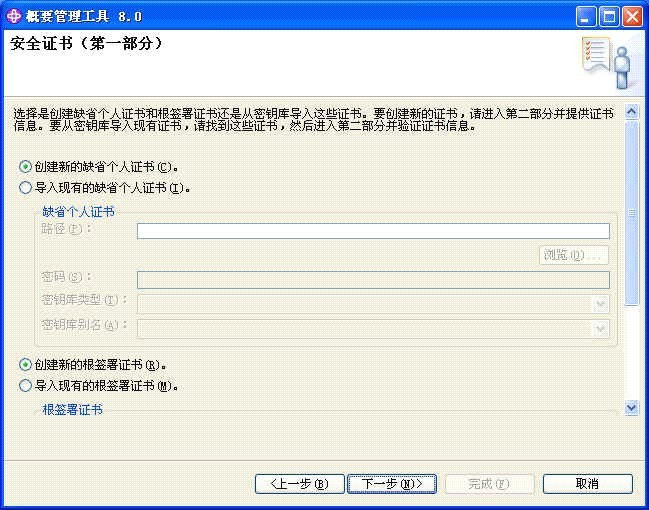 概要管理工具 8.0
安全证书（第一部分）
选择是创建缺省个人证书和根签署证书还是从密钥库导入这些证书。要创建新的证书，请进入第二部分并提供证书
信息。要从密钥库导入现有证书，请找到这些证书，然后进入第二部分并验证证书信息。
创建新的缺省个人证书(C)。
导入现有的缺省个人证书(I)。
缺省个人证书
路径(P)：
浏览(O)...
密码(S)：
密钥库类型(T)：
密钥库别名(A)：
创建新的根签署证书(R)。
导入现有的根签署证书(M)。
根签署证书
<上一步(B)
下一步(N)>
完成(F)
取消